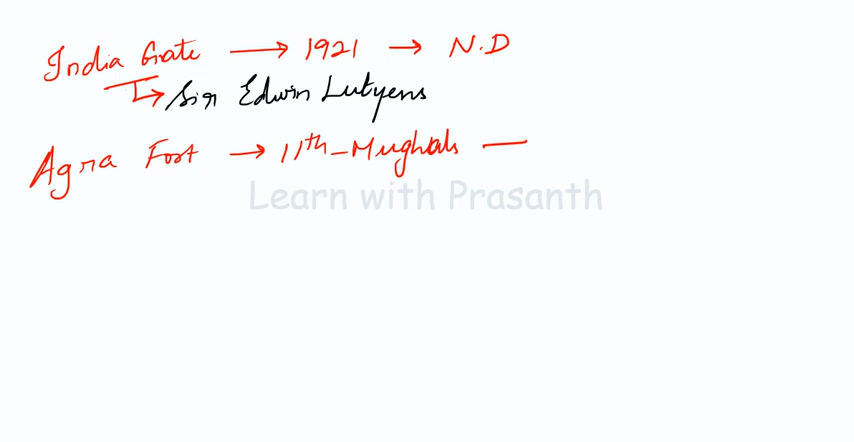 India Gate → 1921 → N.D
↳ Sir Edwin Lutyens
Agra Fort → 11th - Mughals —
Learn with Prasanth